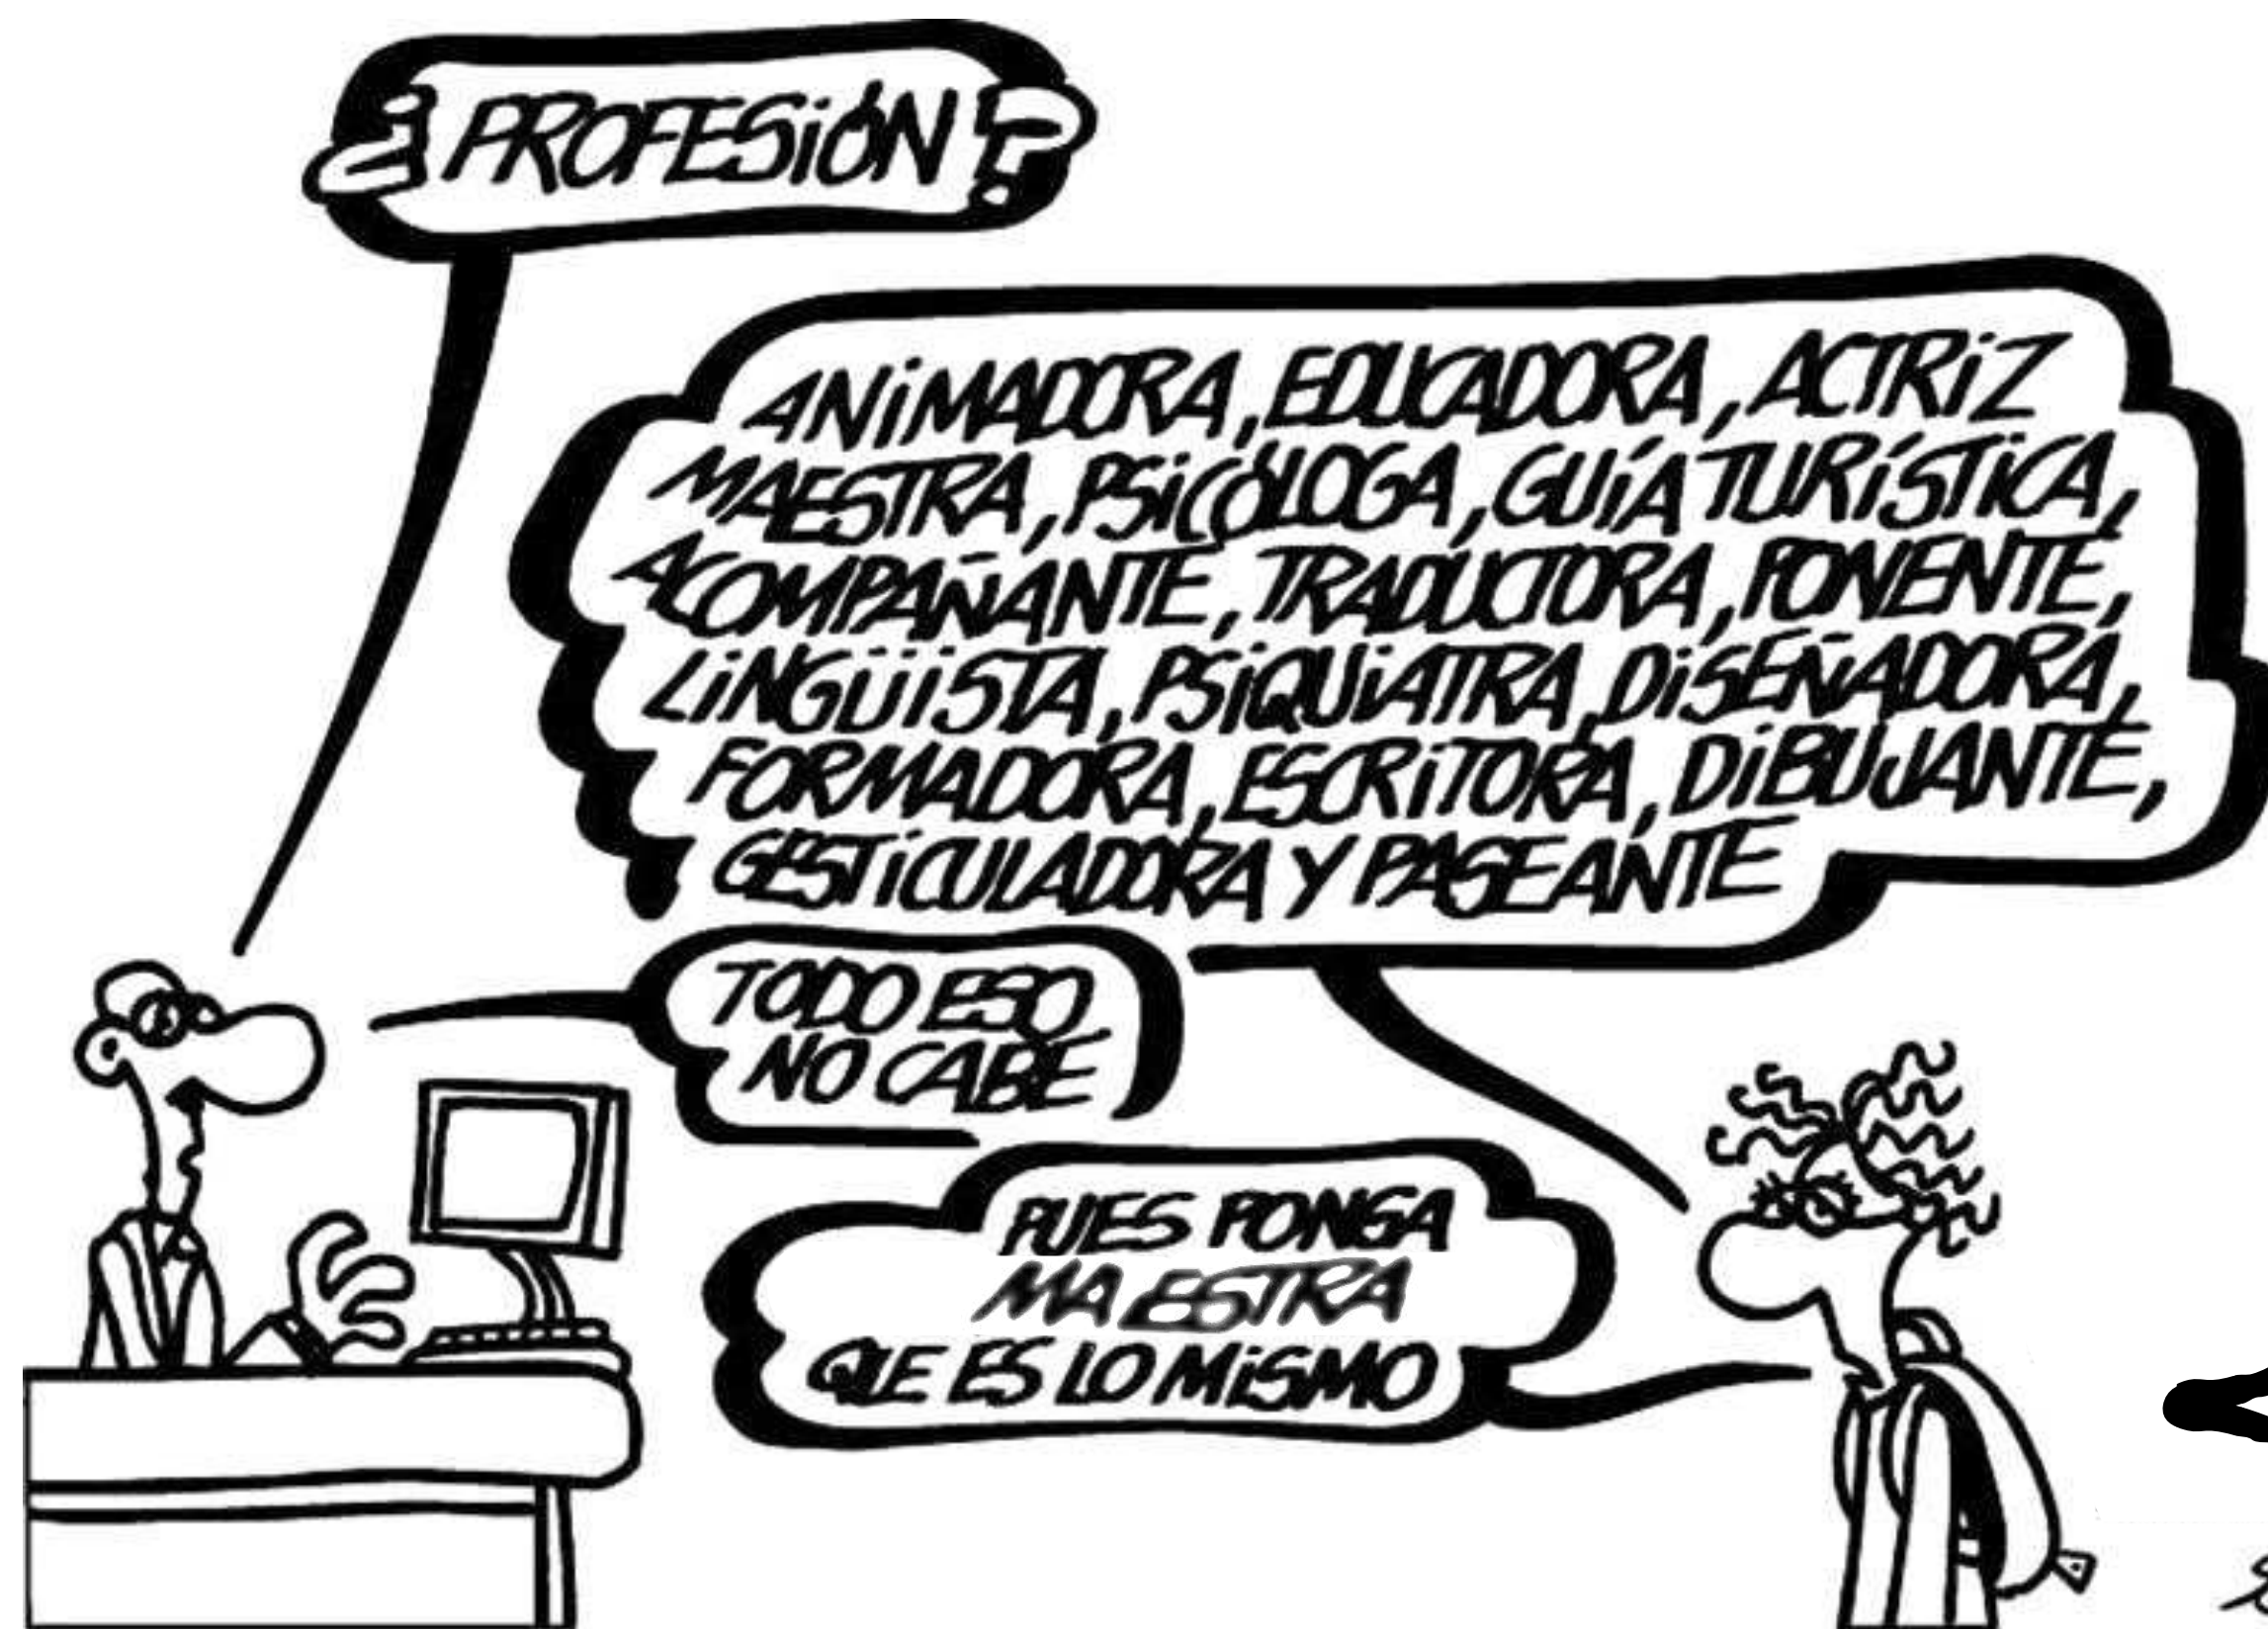 ¿PROFESIÓN?
ANIMADORA, EDUCADORA, ACTRIZ
MAESTRA, PSICÓLOGA, GUÍA TURÍSTICA,
ACOMPAÑANTE, TRADUCTORA, PONENTE,
LINGÜISTA, PSIQUIATRA, DISEÑADORA,
FORMADORA, ESCRITORA, DIBUJANTE,
GESTICULADORA Y PASEANTE
TODO ESO
NO CABE
PUES PONGA
MAESTRA
QUE ES LO MISMO